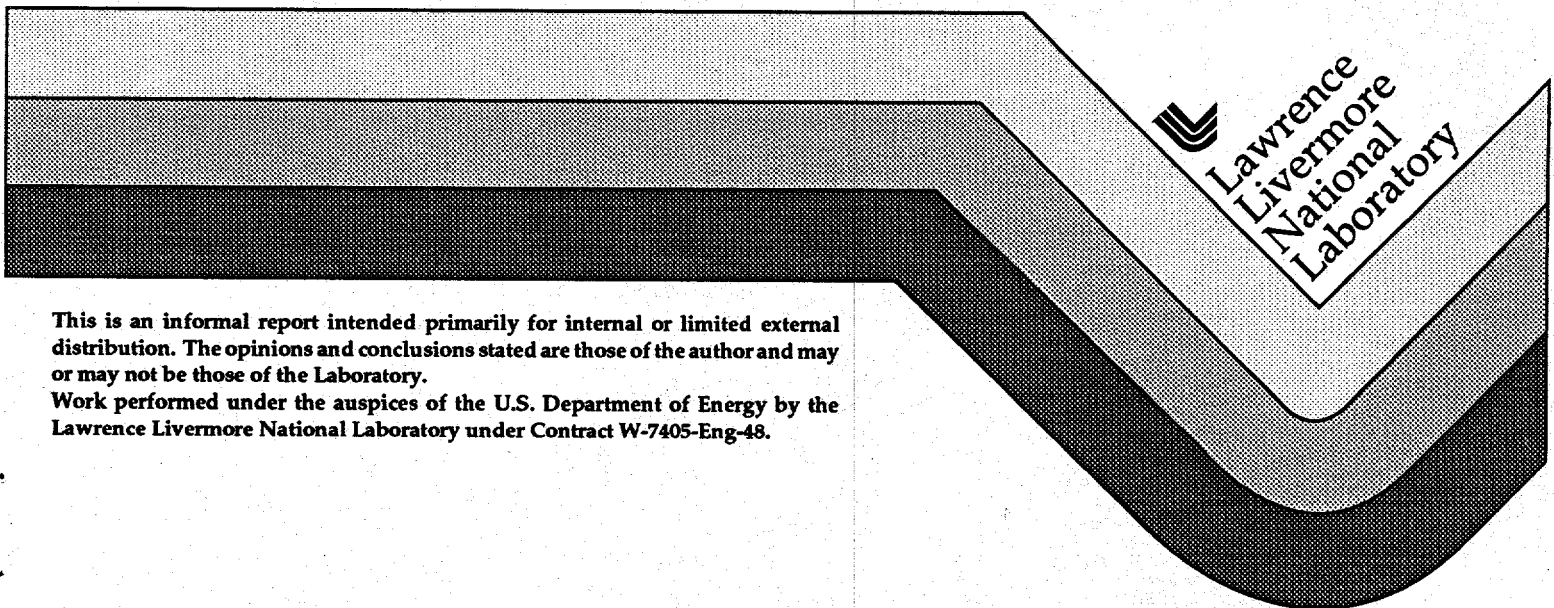 Lawrence
Livermore
National
Laboratory
This is an informal report intended primarily for internal or limited external
distribution. The opinions and conclusions stated are those of the author and may
or may not be those of the Laboratory.
Work performed under the auspices of the U.S. Department of Energy by the
Lawrence Livermore National Laboratory under Contract W-7405-Eng-48.